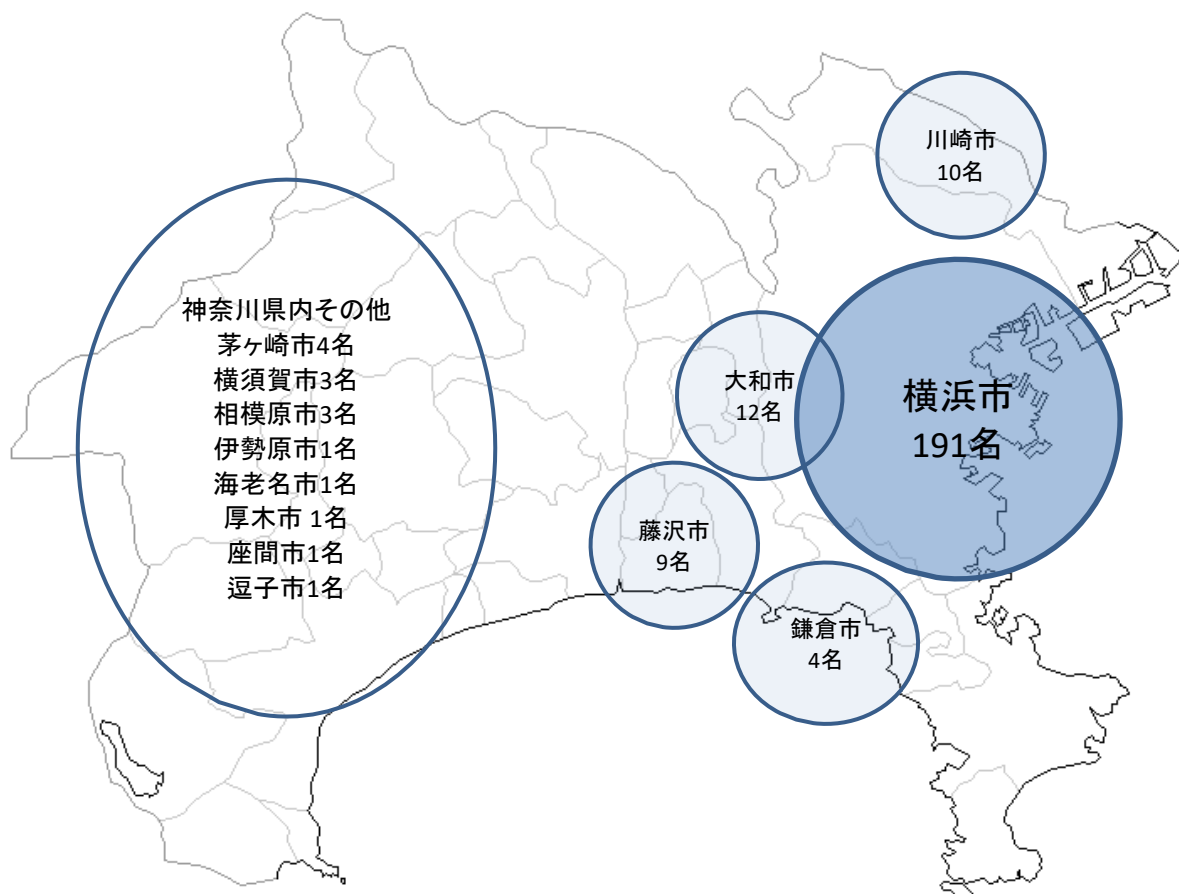 川崎市
10名
神奈川県内その他
茅ヶ崎市4名
横須賀市3名
相模原市3名
伊勢原市1名
海老名市1名
厚木市 1名
座間市1名
逗子市1名
大和市
12名
横浜市
191名
藤沢市
9名
鎌倉市
4名